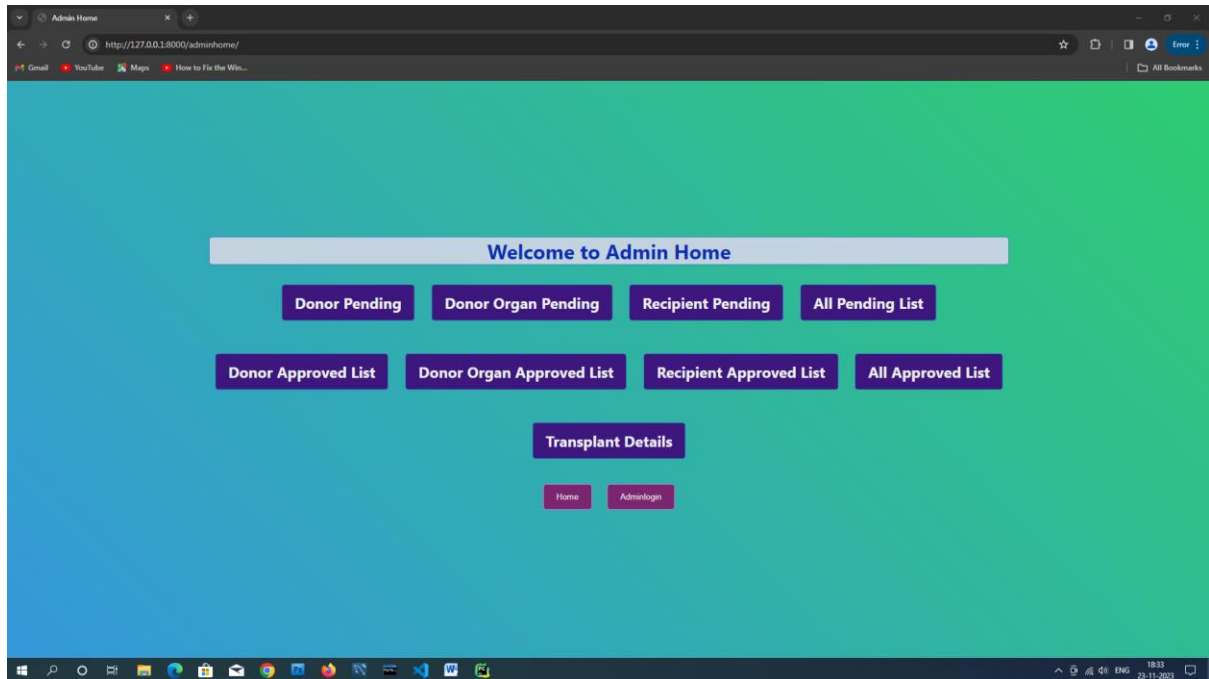 Admin Home
http://127.0.0.1:8000/adminhome/
Error
Gmail YouTube Maps How to Fix the Win...
All Bookmarks
Welcome to Admin Home
Donor Pending Donor Organ Pending Recipient Pending All Pending List
Donor Approved List Donor Organ Approved List Recipient Approved List All Approved List
Transplant Details
Home Adminlogin
ENG 18:33
23-11-2023